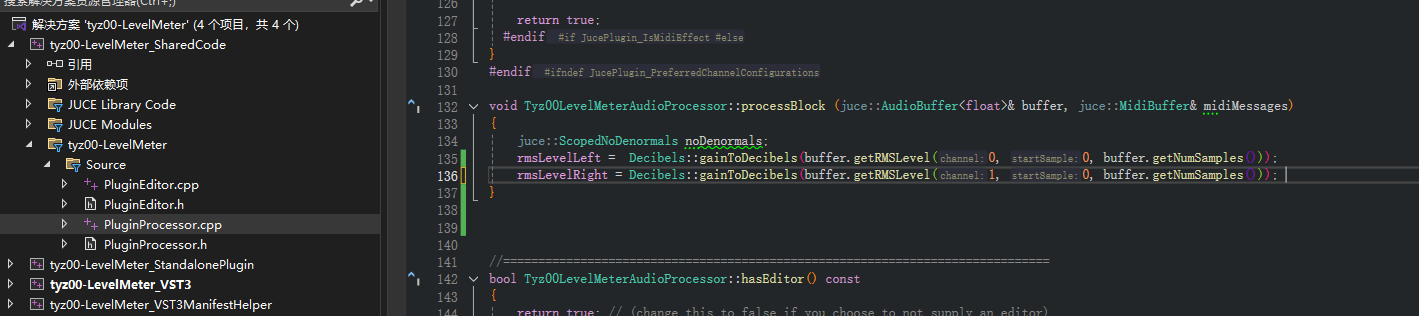 搜索解决方案资源管理器(Ctrl+;)
解决方案 'tyz00-LevelMeter' (4 个项目，共 4 个)
tyz00-LevelMeter_SharedCode
引用
外部依赖项
JUCE Library Code
JUCE Modules
tyz00-LevelMeter
Source
PluginEditor.cpp
PluginEditor.h
PluginProcessor.cpp
PluginProcessor.h
tyz00-LevelMeter_StandalonePlugin
tyz00-LevelMeter_VST3
tyz00-LevelMeter_VST3ManifestHelper
126
127 return true;
128 #endif #if JucePlugin_IsMidiEffect #else
129 }
130 #endif #ifndef JucePlugin_PreferredChannelConfigurations
131
132 void Tyz00LevelMeterAudioProcessor::processBlock (juce::AudioBuffer<float>& buffer, juce::MidiBuffer& midiMessages)
133 {
134 juce::ScopedNoDenormals noDenormals;
135 rmsLevelLeft = Decibels::gainToDecibels(buffer.getRMSLevel(channel:0, startSample:0, buffer.getNumSamples()));
136 rmsLevelRight = Decibels::gainToDecibels(buffer.getRMSLevel(channel:1, startSample:0, buffer.getNumSamples()));
137 }
138
139
140
141 //==============================================================================
142 bool Tyz00LevelMeterAudioProcessor::hasEditor() const
143 {
144 return true; // (change this to false if you choose to not supply an editor)